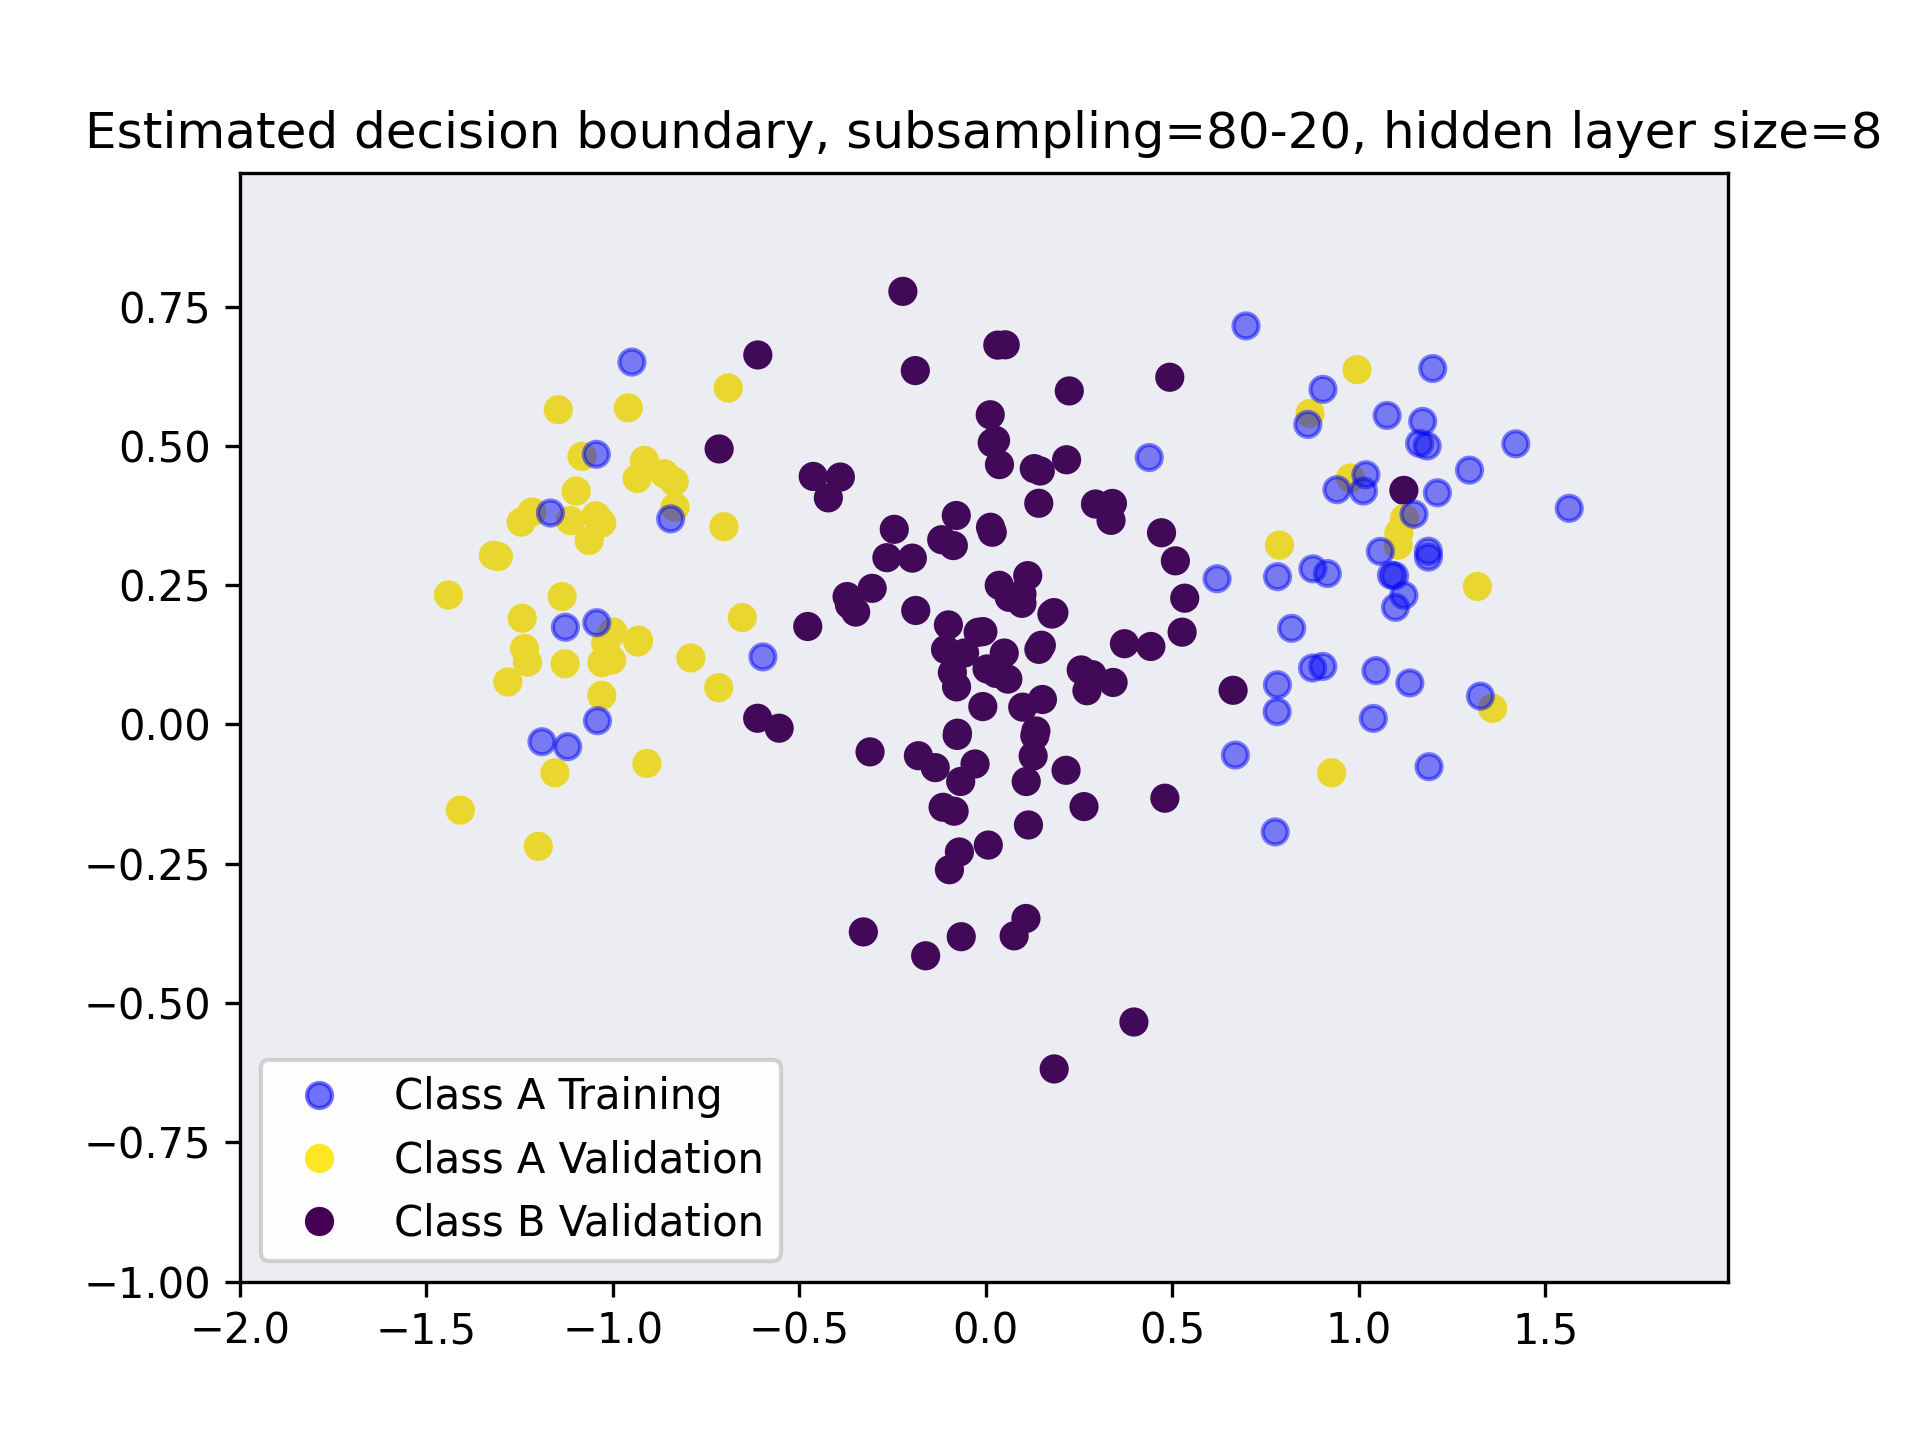 Estimated decision boundary, subsampling=80-20, hidden layer size=8
0.75
0.50
0.25
0.00
−0.25
−0.50
−0.75
−1.00
Class A Training
Class A Validation
Class B Validation
−2.0 −1.5 −1.0 −0.5 0.0 0.5 1.0 1.5